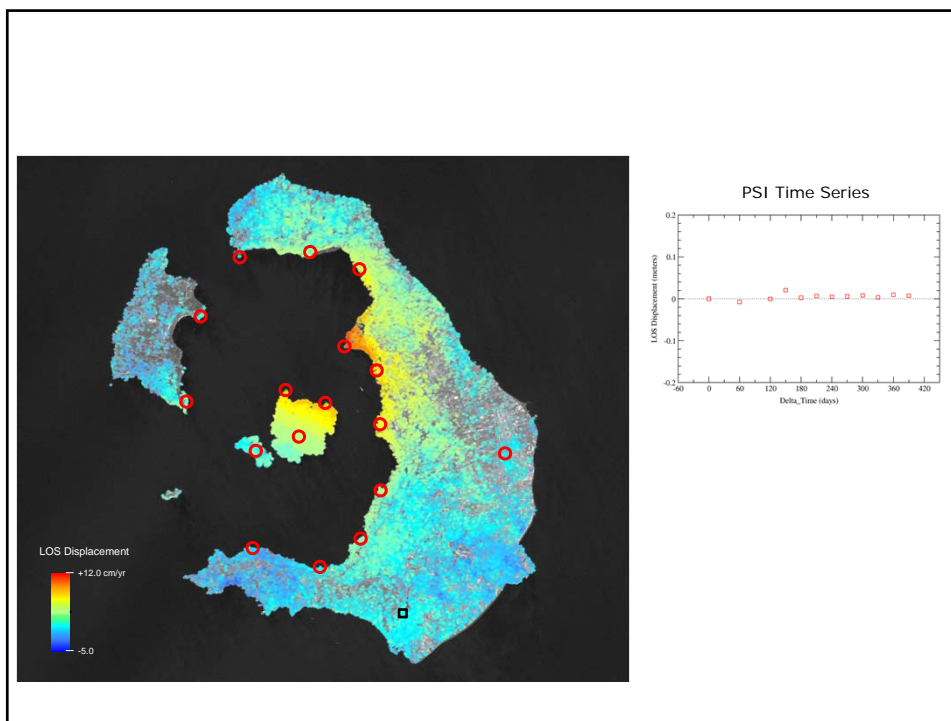 PSI Time Series
0.2
0.1
0
-0.1
-0.2
LOS Displacement (meters)
-60 0 60 120 180 240 300 360 420
Delta_Time (days)
LOS Displacement
+12.0 cm/yr
-5.0